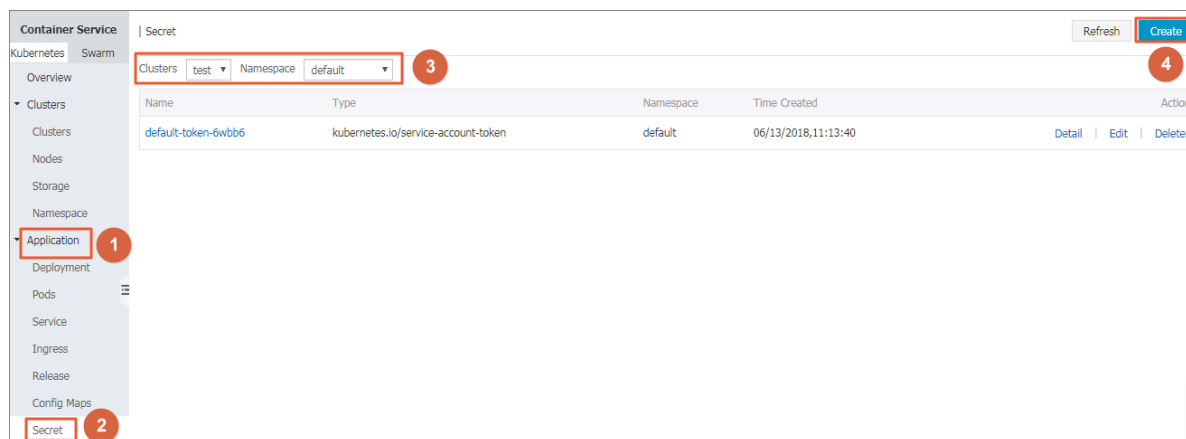 Container Service
Kubernetes Swarm
Overview
Clusters
Clusters
Nodes
Storage
Namespace
Application 1
Deployment
Pods
Service
Ingress
Release
Config Maps
Secret 2
Secret
Refresh Create 4
Clusters test Namespace default 3
Name Type Namespace Time Created Actio
default-token-6wbb6 kubernetes.io/service-account-token default 06/13/2018,11:13:40 Detail | Edit | Delete